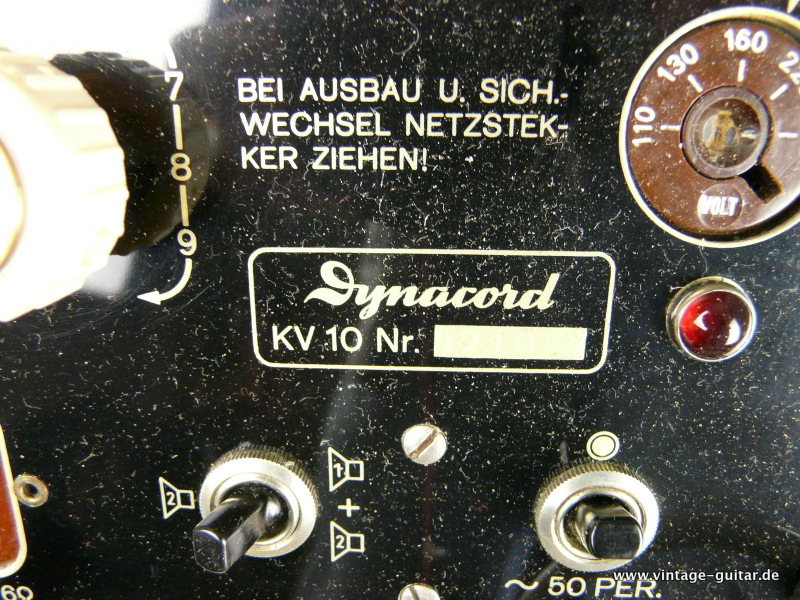 7
8
9
BEI AUSBAU U. SICH.-
WECHSEL NETZSTEK-
KER ZIEHEN!
110
130
160
VOLT
Dynacord
KV 10 Nr.
2
1
+
2
~ 50 PER.
60
www.vintage-guitar.de